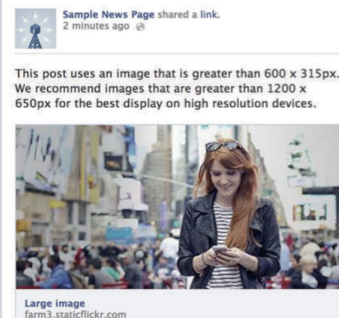 Sample News Page shared a link.
2 minutes ago
This post uses an image that is greater than 600 x 315px.
We recommend images that are greater than 1200 x
650px for the best display on high resolution devices.
Large image
farm3.staticflickr.com